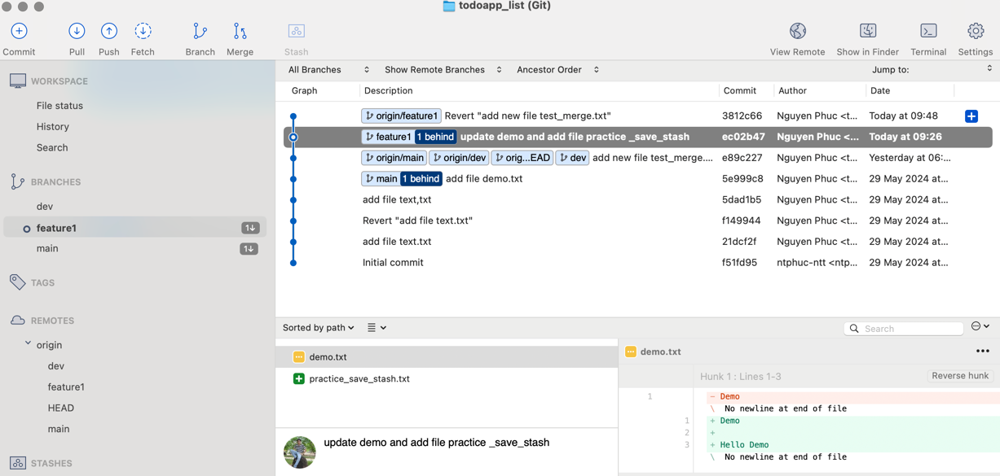 todoapp_list (Git)
Commit Pull Push Fetch Branch Merge Stash View Remote Show in Finder Terminal Settings
WORKSPACE
File status
History
Search
BRANCHES
dev
feature1 1↓
main 1↓
TAGS
REMOTES
origin
dev
feature1
HEAD
main
STASHES
All Branches Show Remote Branches Ancestor Order Jump to:
Graph Description Commit Author Date
origin/feature1 Revert "add new file test_merge.txt" 3812c66 Nguyen Phuc <t... Today at 09:48
feature1 1 behind update demo and add file practice _save_stash ec02b47 Nguyen Phuc <... Today at 09:26
origin/main origin/dev orig...EAD dev add new file test_merge.... e89c227 Nguyen Phuc <t... Yesterday at 06:...
main 1 behind add file demo.txt 5e999c8 Nguyen Phuc <t... 29 May 2024 at...
add file text,txt 5dad1b5 Nguyen Phuc <t... 29 May 2024 at...
Revert "add file text.txt" f149944 Nguyen Phuc <t... 29 May 2024 at...
add file text.txt 21dcf2f Nguyen Phuc <t... 29 May 2024 at...
Initial commit f51fd95 ntphuc-ntt <ntp... 29 May 2024 at...
Sorted by path Search
demo.txt
practice_save_stash.txt
update demo and add file practice _save_stash
demo.txt
Hunk 1 : Lines 1-3 Reverse hunk
1 - Demo
\ No newline at end of file
1 + Demo
2 +
3 + Hello Demo
\ No newline at end of file